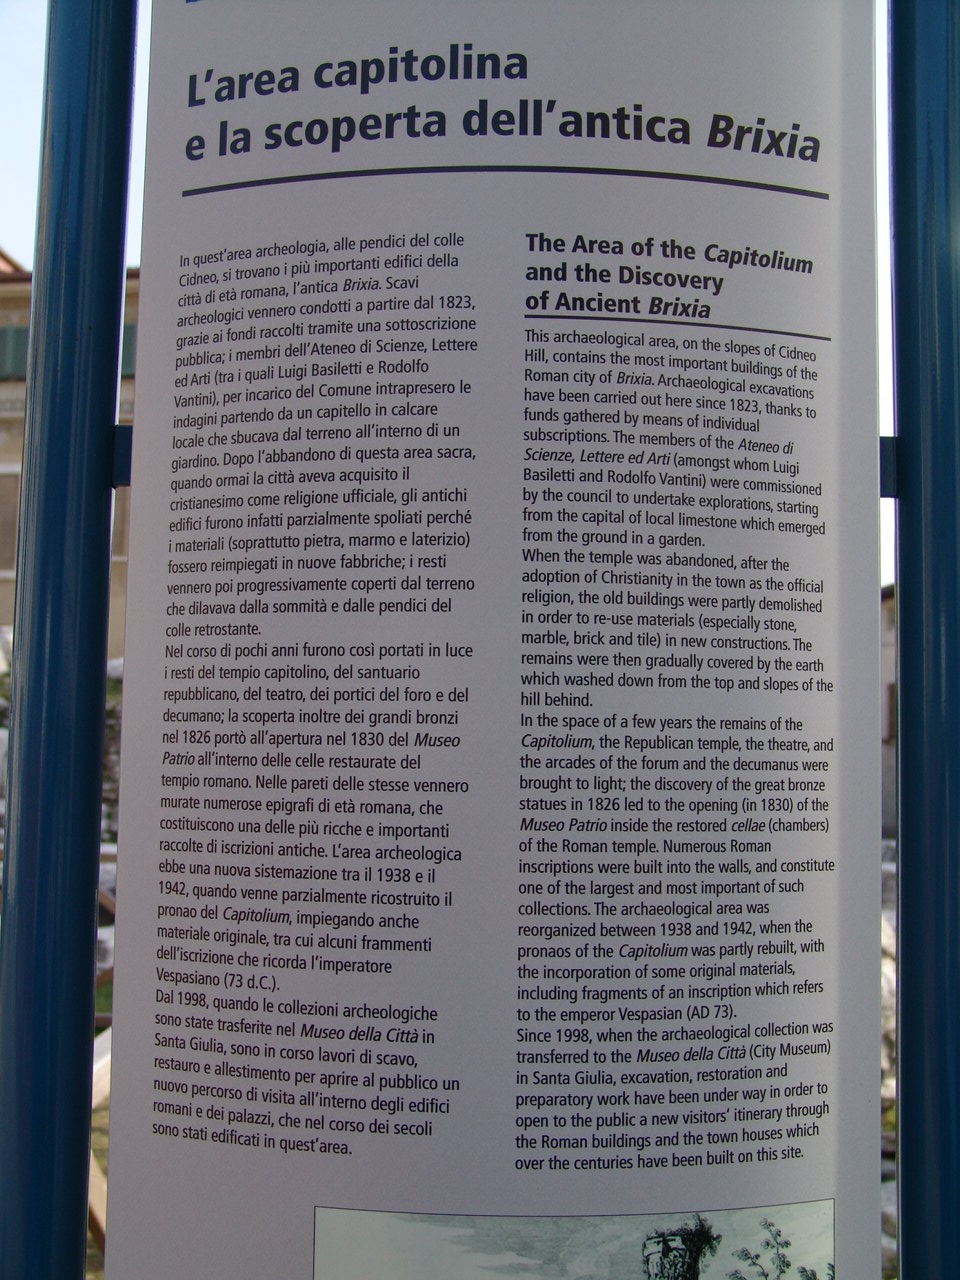 L'area capitolina
e la scoperta dell'antica Brixia
In quest'area archeologia, alle pendici del colle
Cidneo, si trovano i più importanti edifici della
città di età romana, l'antica Brixia. Scavi
archeologici vennero condotti a partire dal 1823,
grazie ai fondi raccolti tramite una sottoscrizione
pubblica; i membri dell'Ateneo di Scienze, Lettere
ed Arti (tra i quali Luigi Basiletti e Rodolfo
Vantini), per incarico del Comune intrapresero le
indagini partendo da un capitello in calcare
locale che sbucava dal terreno all'interno di un
giardino. Dopo l'abbandono di questa area sacra,
quando ormai la città aveva acquisito il
cristianesimo come religione ufficiale, gli antichi
edifici furono infatti parzialmente spoliati perché
i materiali (soprattutto pietra, marmo e laterizio)
fossero reimpiegati in nuove fabbriche; i resti
vennero poi progressivamente coperti dal terreno
che dilavava dalla sommità e dalle pendici del
colle retrostante.
Nel corso di pochi anni furono così portati in luce
i resti del tempio capitolino, del santuario
repubblicano, del teatro, dei portici del foro e del
decumano; la scoperta inoltre dei grandi bronzi
nel 1826 portò all'apertura nel 1830 del Museo
Patrio all'interno delle celle restaurate del
tempio romano. Nelle pareti delle stesse vennero
murate numerose epigrafi di età romana, che
costituiscono una delle più ricche e importanti
raccolte di iscrizioni antiche. L'area archeologica
ebbe una nuova sistemazione tra il 1938 e il
1942, quando venne parzialmente ricostruito il
pronao del Capitolium, impiegando anche
materiale originale, tra cui alcuni frammenti
dell'iscrizione che ricorda l'imperatore
Vespasiano (73 d.C.).
Dal 1998, quando le collezioni archeologiche
sono state trasferite nel Museo della Città in
Santa Giulia, sono in corso lavori di scavo,
restauro e allestimento per aprire al pubblico un
nuovo percorso di visita all'interno degli edifici
romani e dei palazzi, che nel corso dei secoli
sono stati edificati in quest'area.
The Area of the Capitolium
and the Discovery
of Ancient Brixia
This archaeological area, on the slopes of Cidneo
Hill, contains the most important buildings of the
Roman city of Brixia. Archaeological excavations
have been carried out here since 1823, thanks to
funds gathered by means of individual
subscriptions. The members of the Ateneo di
Scienze, Lettere ed Arti (amongst whom Luigi
Basiletti and Rodolfo Vantini) were commissioned
by the council to undertake explorations, starting
from the capital of local limestone which emerged
from the ground in a garden.
When the temple was abandoned, after the
adoption of Christianity in the town as the official
religion, the old buildings were partly demolished
in order to re-use materials (especially stone,
marble, brick and tile) in new constructions. The
remains were then gradually covered by the earth
which washed down from the top and slopes of the
hill behind.
In the space of a few years the remains of the
Capitolium, the Republican temple, the theatre, and
the arcades of the forum and the decumanus were
brought to light; the discovery of the great bronze
statues in 1826 led to the opening (in 1830) of the
Museo Patrio inside the restored cellae (chambers)
of the Roman temple. Numerous Roman
inscriptions were built into the walls, and constitute
one of the largest and most important of such
collections. The archaeological area was
reorganized between 1938 and 1942, when the
pronaos of the Capitolium was partly rebuilt, with
the incorporation of some original materials,
including fragments of an inscription which refers
to the emperor Vespasian (AD 73).
Since 1998, when the archaeological collection was
transferred to the Museo della Città (City Museum)
in Santa Giulia, excavation, restoration and
preparatory work have been under way in order to
open to the public a new visitors' itinerary through
the Roman buildings and the town houses which
over the centuries have been built on this site.